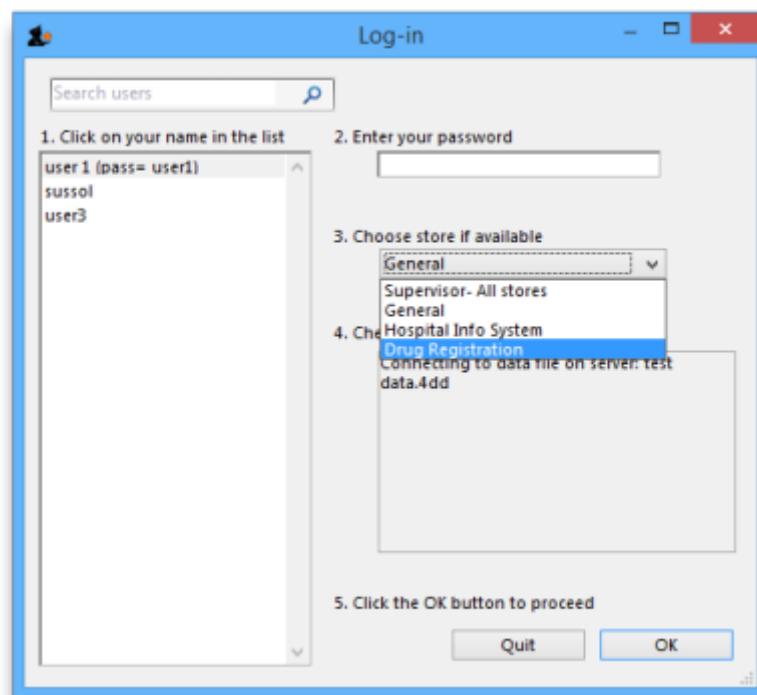 Log-in
Search users
1. Click on your name in the list
user 1 (pass= user1)
sussol
user3
2. Enter your password
3. Choose store if available
General
Supervisor- All stores
General
Hospital Info System
Drug Registration
4. Che
Connecting to data file on server: test
data.4dd
5. Click the OK button to proceed
Quit
OK